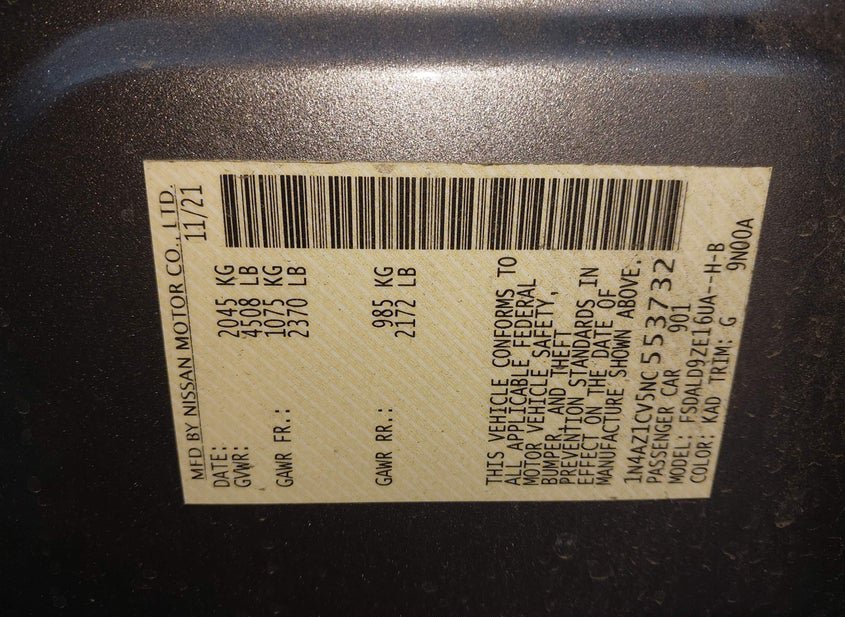 MFD BY NISSAN MOTOR CO., LTD.
DATE: 11/21
GVWR: 2045 KG
4508 LB
GAWR FR.: 1075 KG
2370 LB
GAWR RR.: 985 KG
2172 LB
THIS VEHICLE CONFORMS TO
ALL APPLICABLE FEDERAL
MOTOR VEHICLE SAFETY,
BUMPER, AND THEFT
PREVENTION STANDARDS IN
EFFECT ON THE DATE OF
MANUFACTURE SHOWN ABOVE.
1N4AZ1CV5NC553732
PASSENGER CAR 901
MODEL: FSDALD9ZE16UA--H-B
COLOR: KAD TRIM: G 9N00A